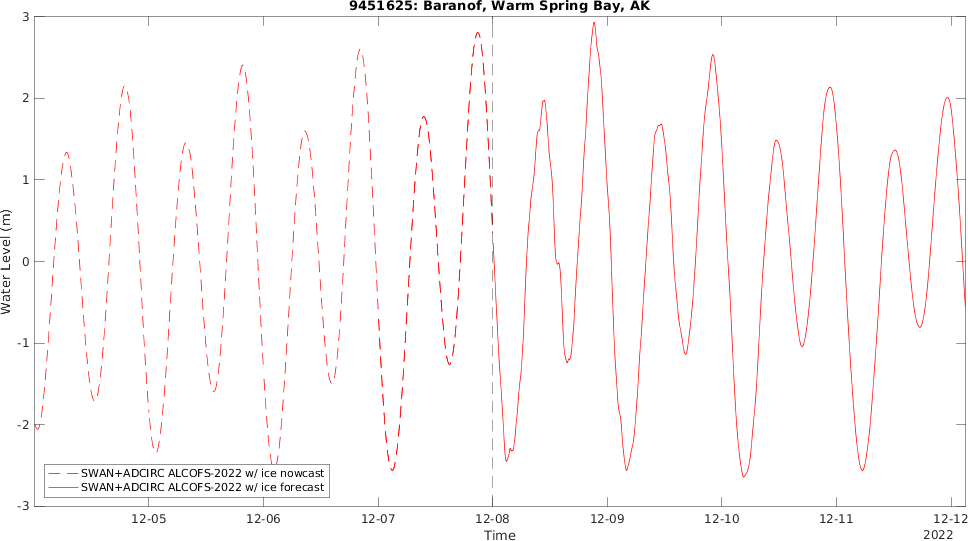 9451625: Baranof, Warm Spring Bay, AK
3
2
1
0
-1
-2
-3
Water Level (m)
SWAN+ADCIRC ALCOFS-2022 w/ ice nowcast
SWAN+ADCIRC ALCOFS-2022 w/ ice forecast
12-05 12-06 12-07 12-08 12-09 12-10 12-11 12-12
Time
2022